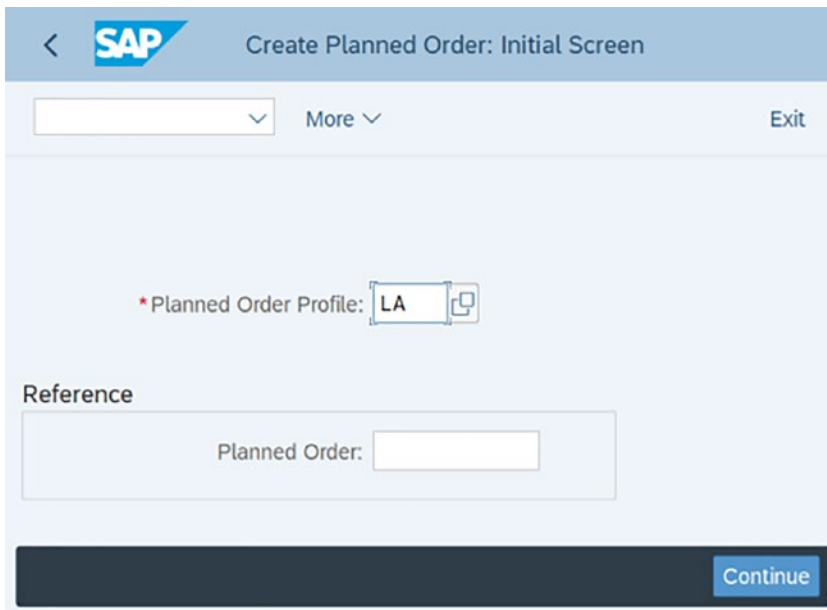 SAP Create Planned Order: Initial Screen
More Exit
*Planned Order Profile: LA
Reference
Planned Order:
Continue